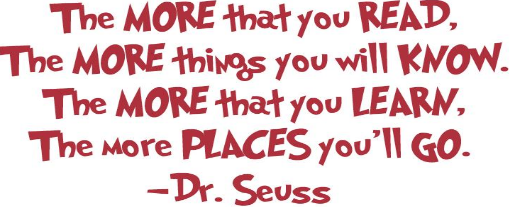 The MORE that you READ,
The MORE things you will KNOW.
The MORE that you LEARN,
The more PLACES you'll GO.
–Dr. Seuss